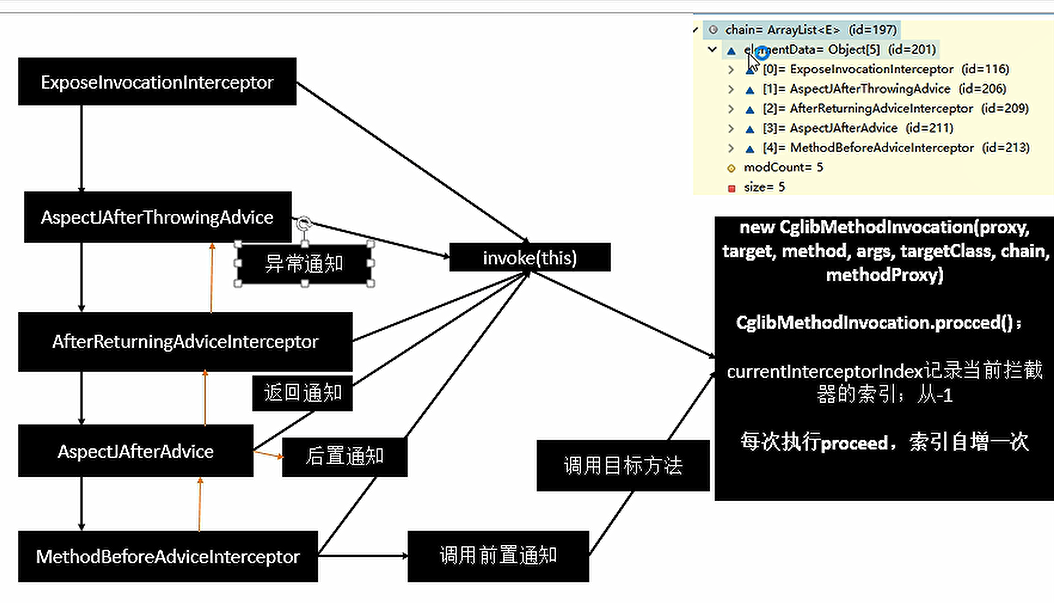 chain= ArrayList<E> (id=197)
elementData= Object[5] (id=201)
[0]= ExposeInvocationInterceptor (id=116)
[1]= AspectJAfterThrowingAdvice (id=206)
[2]= AfterReturningAdviceInterceptor (id=209)
[3]= AspectJAfterAdvice (id=211)
[4]= MethodBeforeAdviceInterceptor (id=213)
modCount= 5
size= 5
ExposeInvocationInterceptor
AspectJAfterThrowingAdvice
异常通知
invoke(this)
AfterReturningAdviceInterceptor
返回通知
AspectJAfterAdvice
后置通知
MethodBeforeAdviceInterceptor
调用前置通知
调用目标方法
new CglibMethodInvocation(proxy,
target, method, args, targetClass, chain,
methodProxy)
CglibMethodInvocation.procced()；
currentInterceptorIndex记录当前拦截
器的索引；从-1
每次执行proceed，索引自增一次